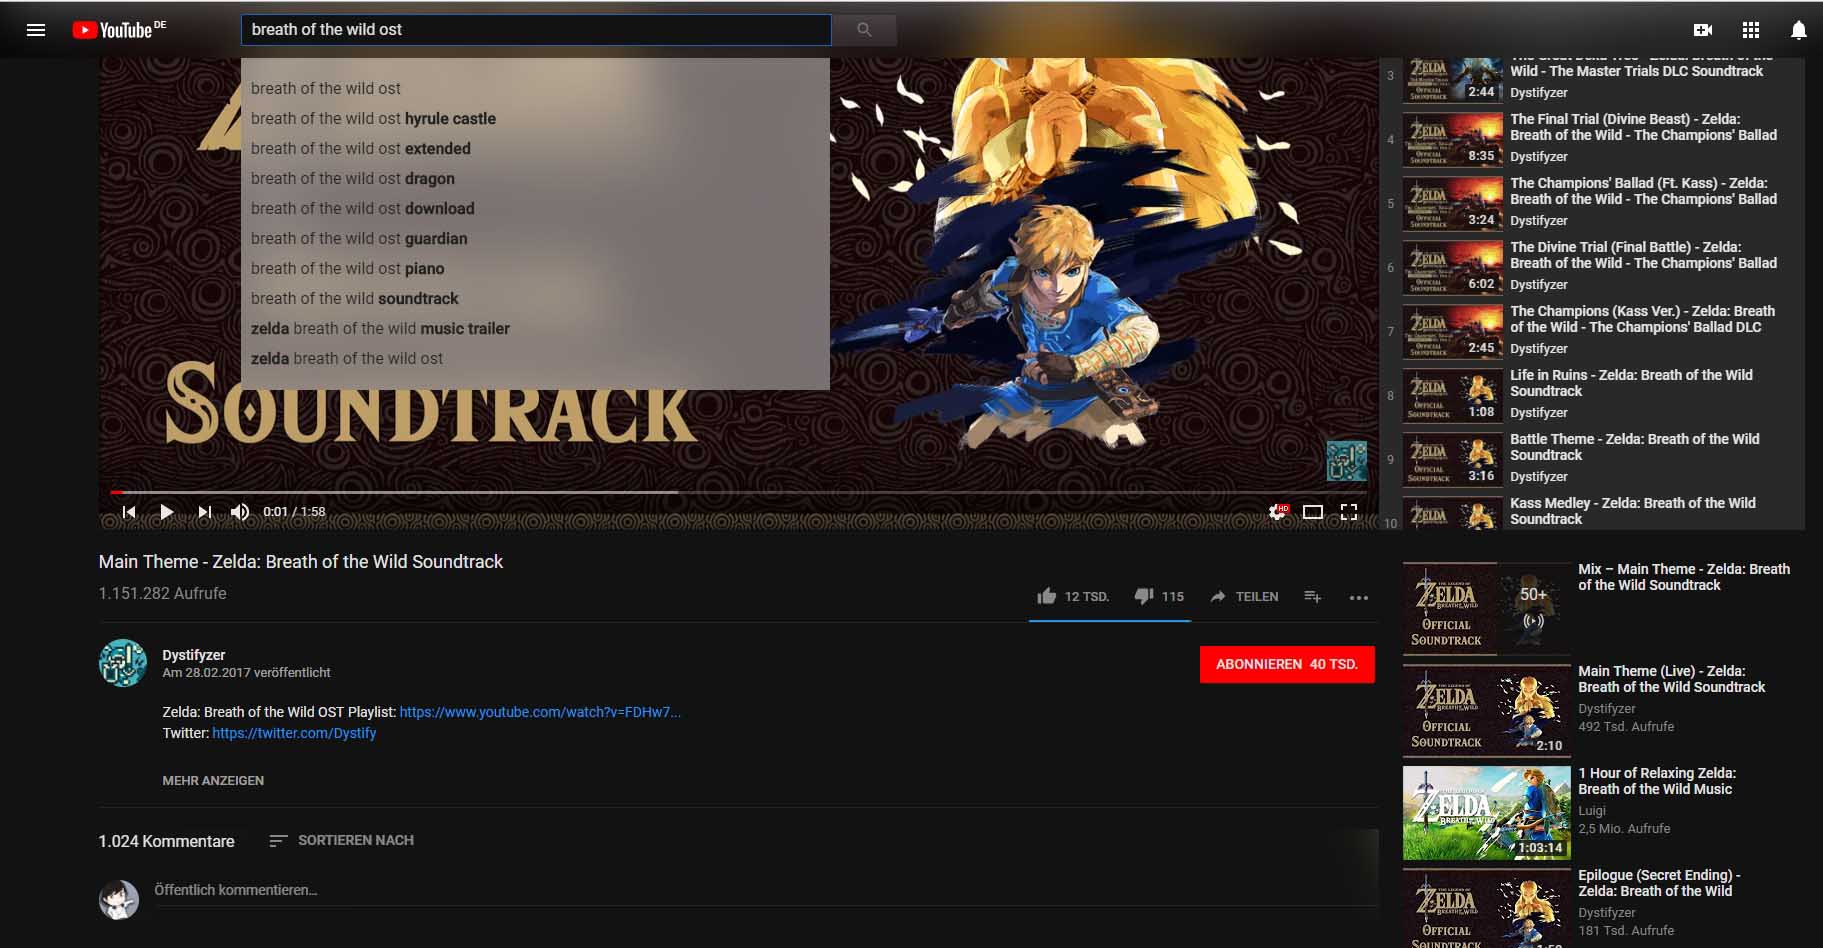 YouTube DE
breath of the wild ost
breath of the wild ost
breath of the wild ost hyrule castle
breath of the wild ost extended
breath of the wild ost dragon
breath of the wild ost download
breath of the wild ost guardian
breath of the wild ost piano
breath of the wild soundtrack
zelda breath of the wild music trailer
zelda breath of the wild ost
SOUNDTRACK
0:01 / 1:58
HD
3
2:44
Wild - The Master Trials DLC Soundtrack
Dystifyzer
4
8:35
The Final Trial (Divine Beast) - Zelda:
Breath of the Wild - The Champions' Ballad
Dystifyzer
5
3:24
The Champions' Ballad (Ft. Kass) - Zelda:
Breath of the Wild - The Champions' Ballad
Dystifyzer
6
6:02
The Divine Trial (Final Battle) - Zelda:
Breath of the Wild - The Champions' Ballad
Dystifyzer
7
2:45
The Champions (Kass Ver.) - Zelda: Breath
of the Wild - The Champions' Ballad DLC
Dystifyzer
8
1:08
Life in Ruins - Zelda: Breath of the Wild
Soundtrack
Dystifyzer
9
3:16
Battle Theme - Zelda: Breath of the Wild
Soundtrack
Dystifyzer
10
Kass Medley - Zelda: Breath of the Wild
Soundtrack
Main Theme - Zelda: Breath of the Wild Soundtrack
1.151.282 Aufrufe
12 TSD.
115
TEILEN
Dystifyzer
Am 28.02.2017 veröffentlicht
ABONNIEREN 40 TSD.
Zelda: Breath of the Wild OST Playlist: https://www.youtube.com/watch?v=FDHw7...
Twitter: https://twitter.com/Dystify
MEHR ANZEIGEN
1.024 Kommentare
SORTIEREN NACH
Öffentlich kommentieren...
ZELDA
OFFICIAL
SOUNDTRACK
50+
Mix – Main Theme - Zelda: Breath
of the Wild Soundtrack
ZELDA
OFFICIAL
SOUNDTRACK
2:10
Main Theme (Live) - Zelda:
Breath of the Wild Soundtrack
Dystifyzer
492 Tsd. Aufrufe
ZELDA
1:03:14
1 Hour of Relaxing Zelda:
Breath of the Wild Music
Luigi
2,5 Mio. Aufrufe
ZELDA
OFFICIAL
Epilogue (Secret Ending) -
Zelda: Breath of the Wild
Dystifyzer
181 Tsd. Aufrufe